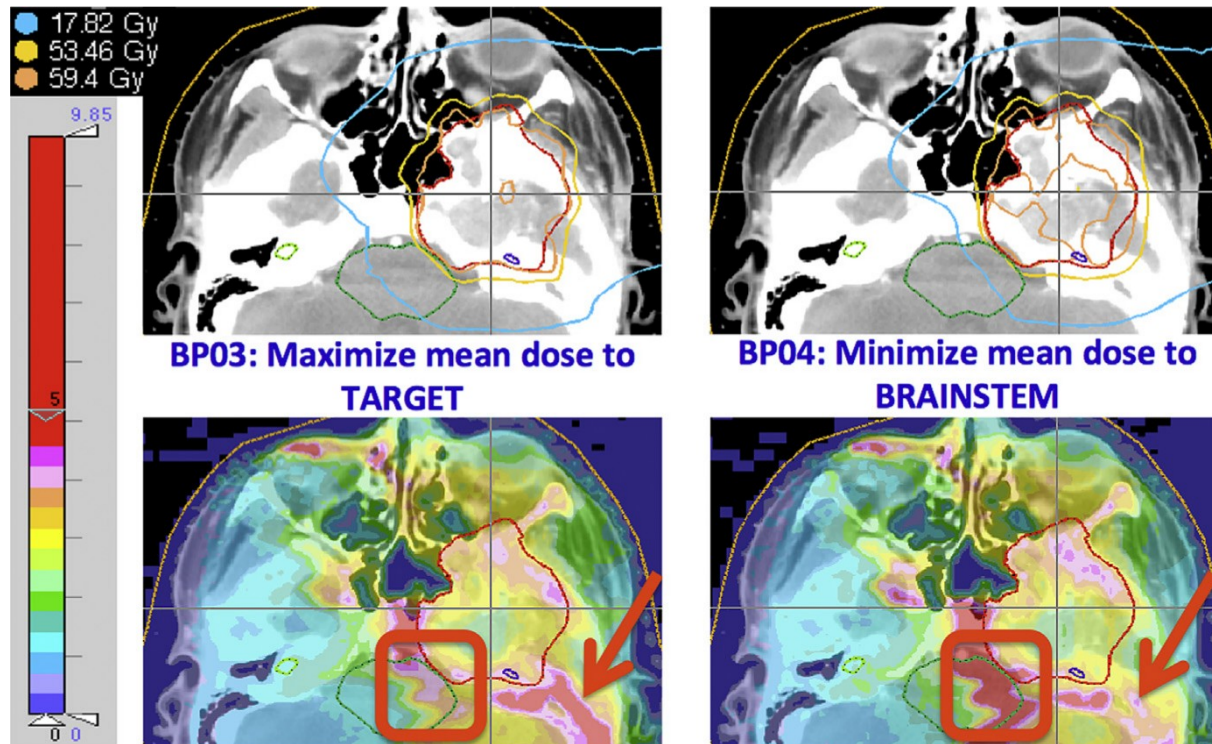 17.82 Gy
53.46 Gy
59.4 Gy
9.85
5
0 0
BP03: Maximize mean dose to
TARGET
BP04: Minimize mean dose to
BRAINSTEM